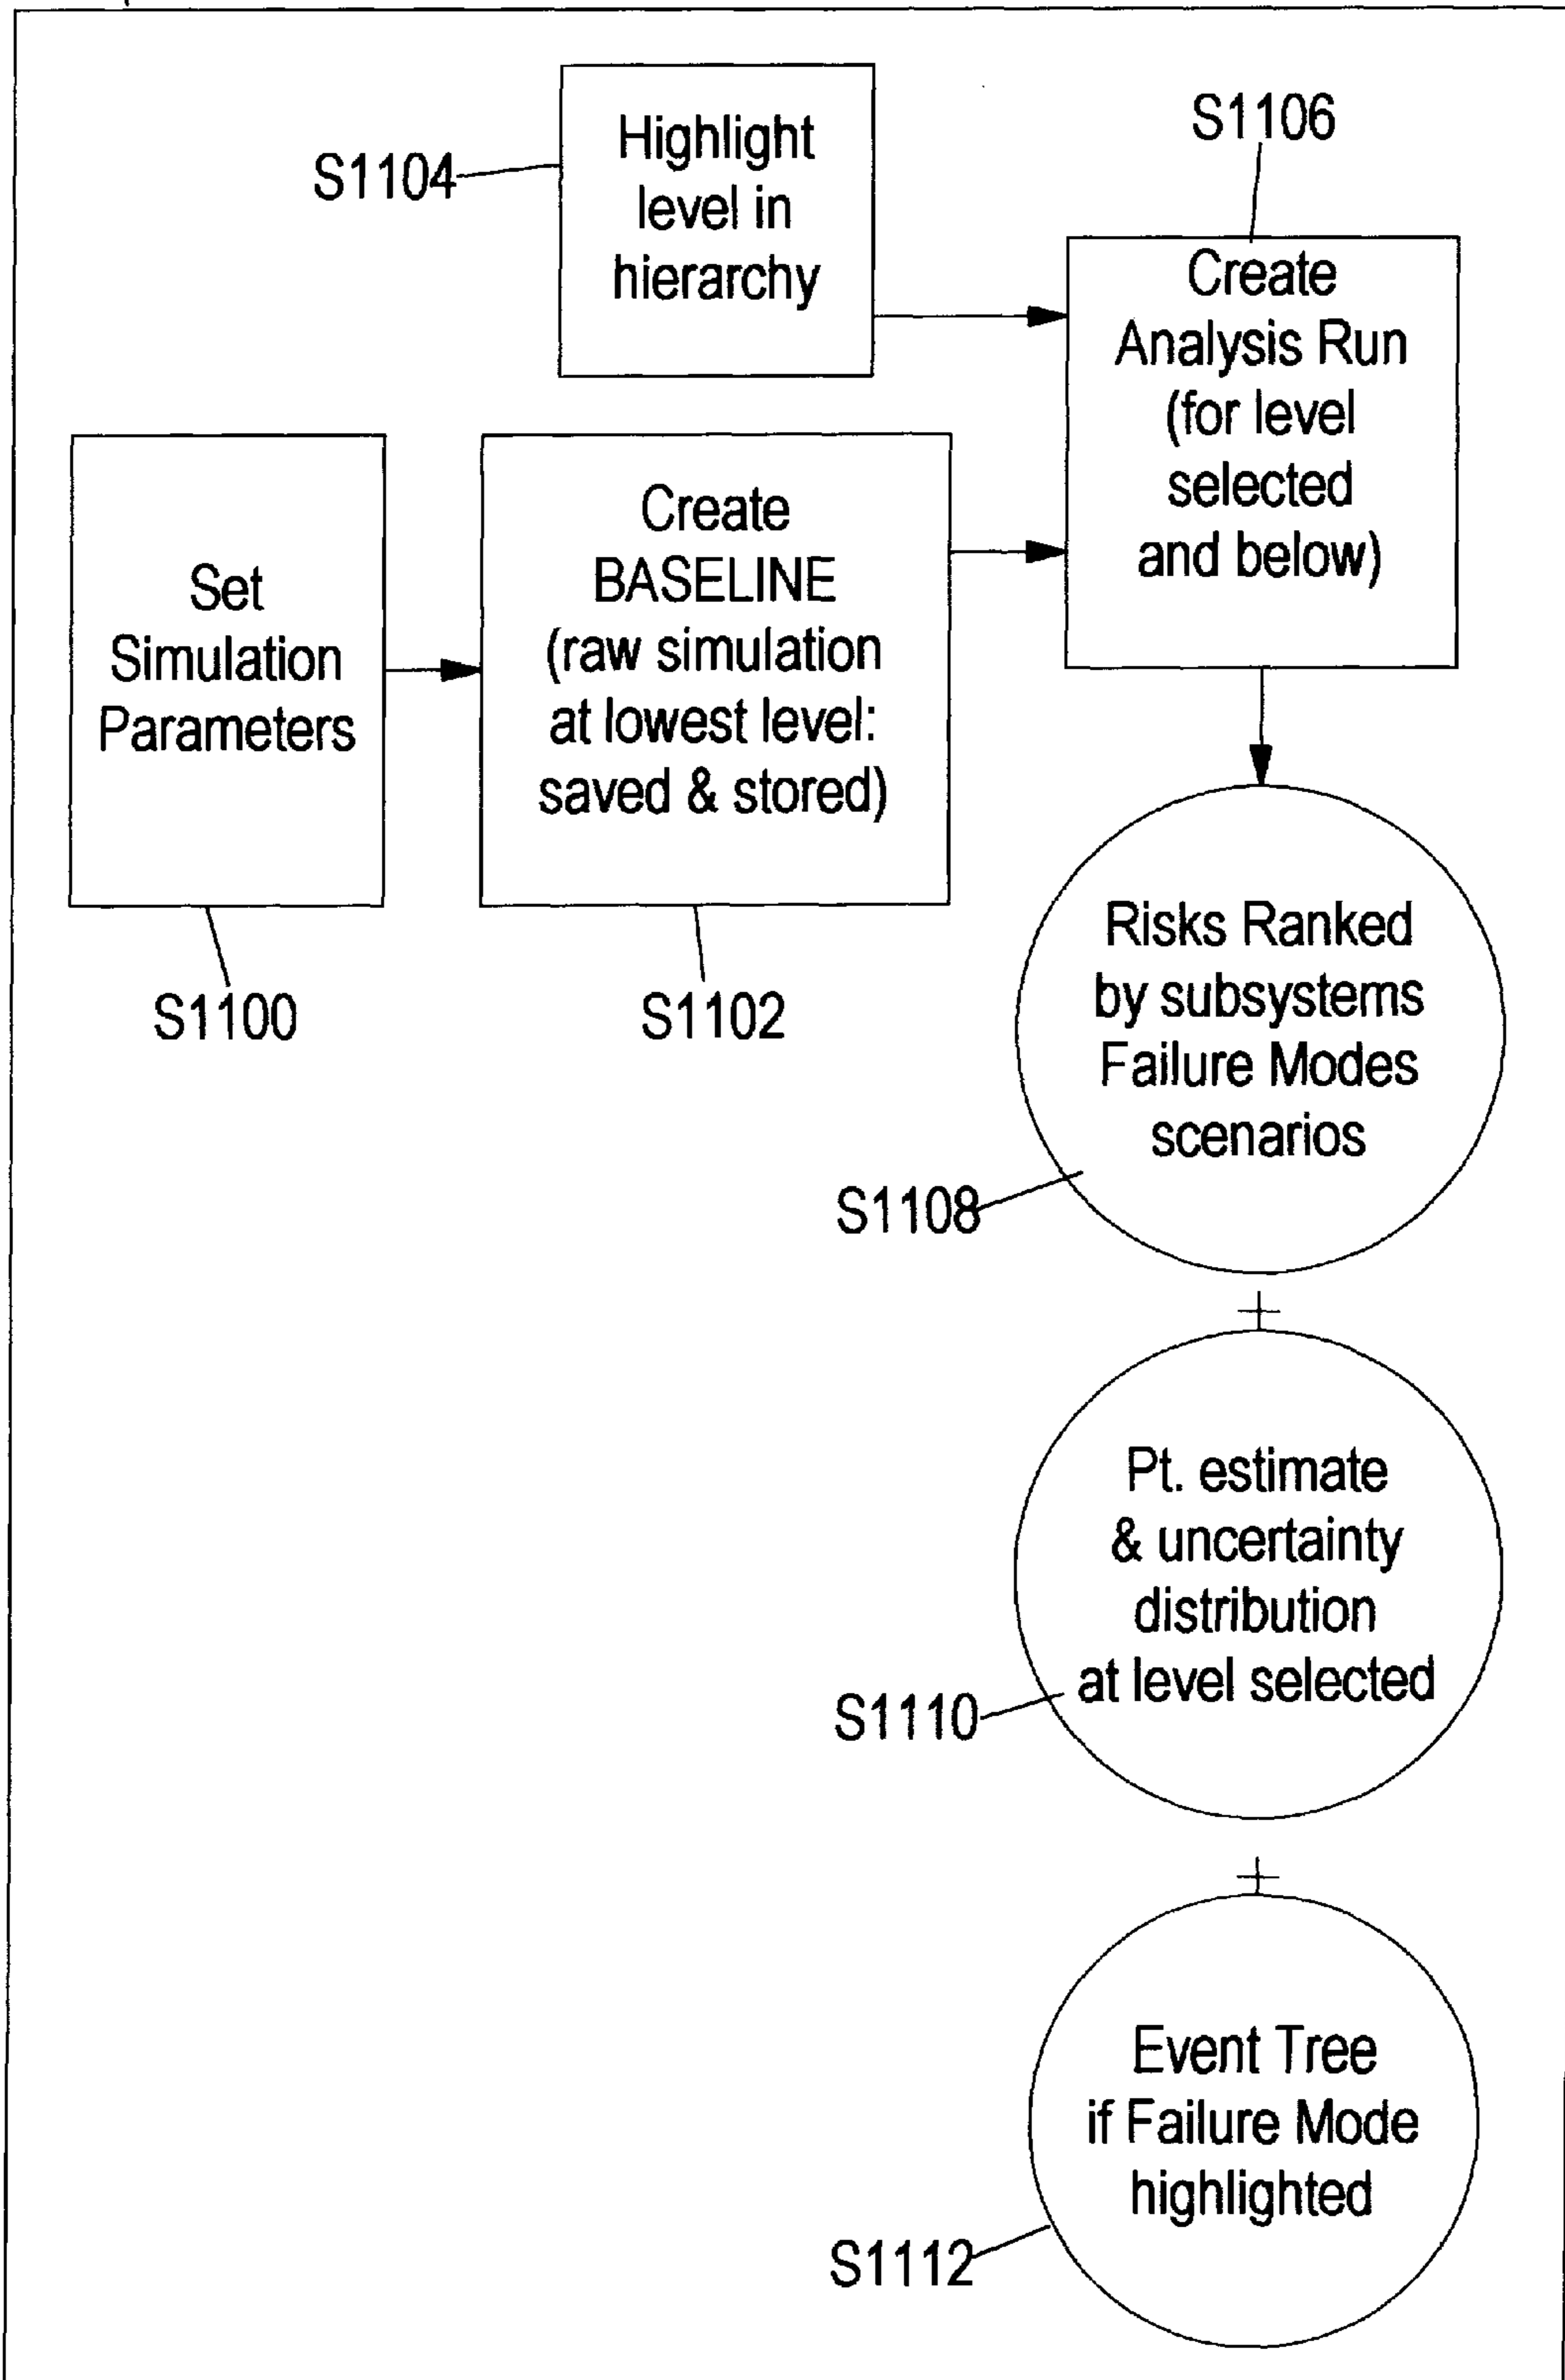 S1104
Highlight
level in
hierarchy
S1106
Create
Analysis Run
(for level
selected
and below)
Set
Simulation
Parameters
S1100
Create
BASELINE
(raw simulation
at lowest level:
saved & stored)
S1102
Risks Ranked
by subsystems
Failure Modes
scenarios
S1108
+
Pt. estimate
& uncertainty
distribution
at level selected
S1110
+
Event Tree
if Failure Mode
highlighted
S1112